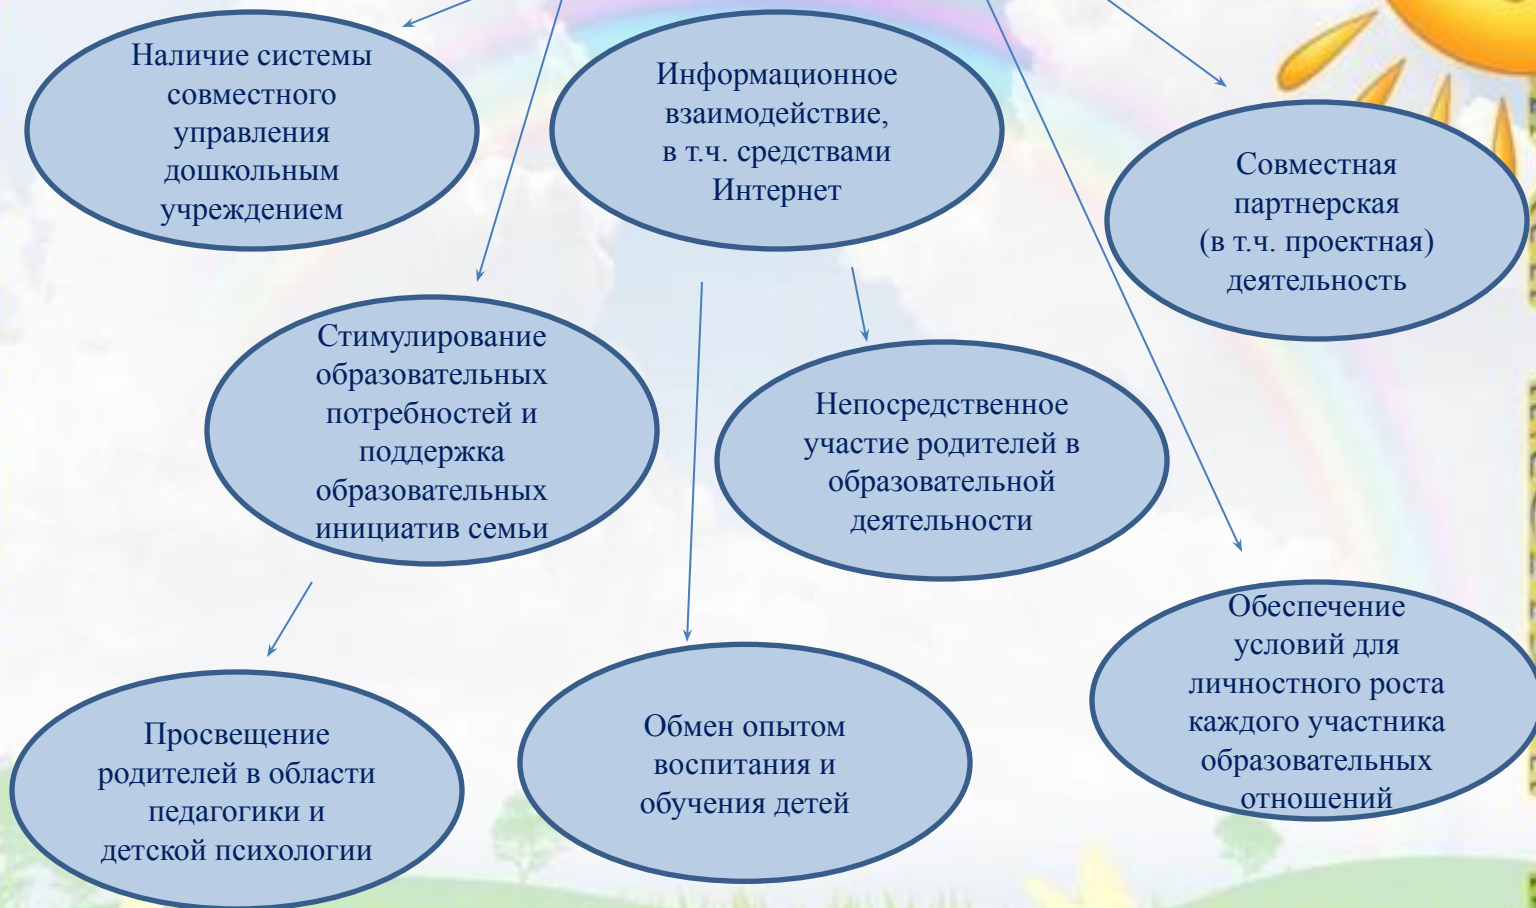 Наличие системы
совместного
управления
дошкольным
учреждением
Информационное
взаимодействие,
в т.ч. средствами
Интернет
Совместная
партнерская
(в т.ч. проектная)
деятельность
Стимулирование
образовательных
потребностей и
поддержка
образовательных
инициатив семьи
Непосредственное
участие родителей в
образовательной
деятельности
Просвещение
родителей в области
педагогики и
детской психологии
Обмен опытом
воспитания и
обучения детей
Обеспечение
условий для
личностного роста
каждого участника
образовательных
отношений